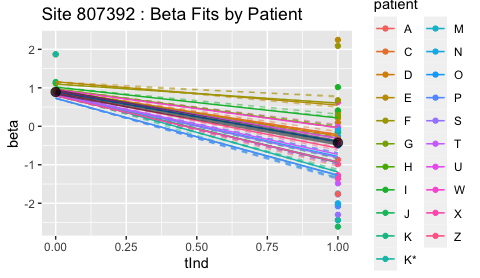 Site 807392 : Beta Fits by Patient
2
1
0
-1
-2
beta
0.00 0.25 0.50 0.75 1.00
tInd
patient
A M
C N
D O
E P
F S
G T
H U
I V
J X
K Z
K*